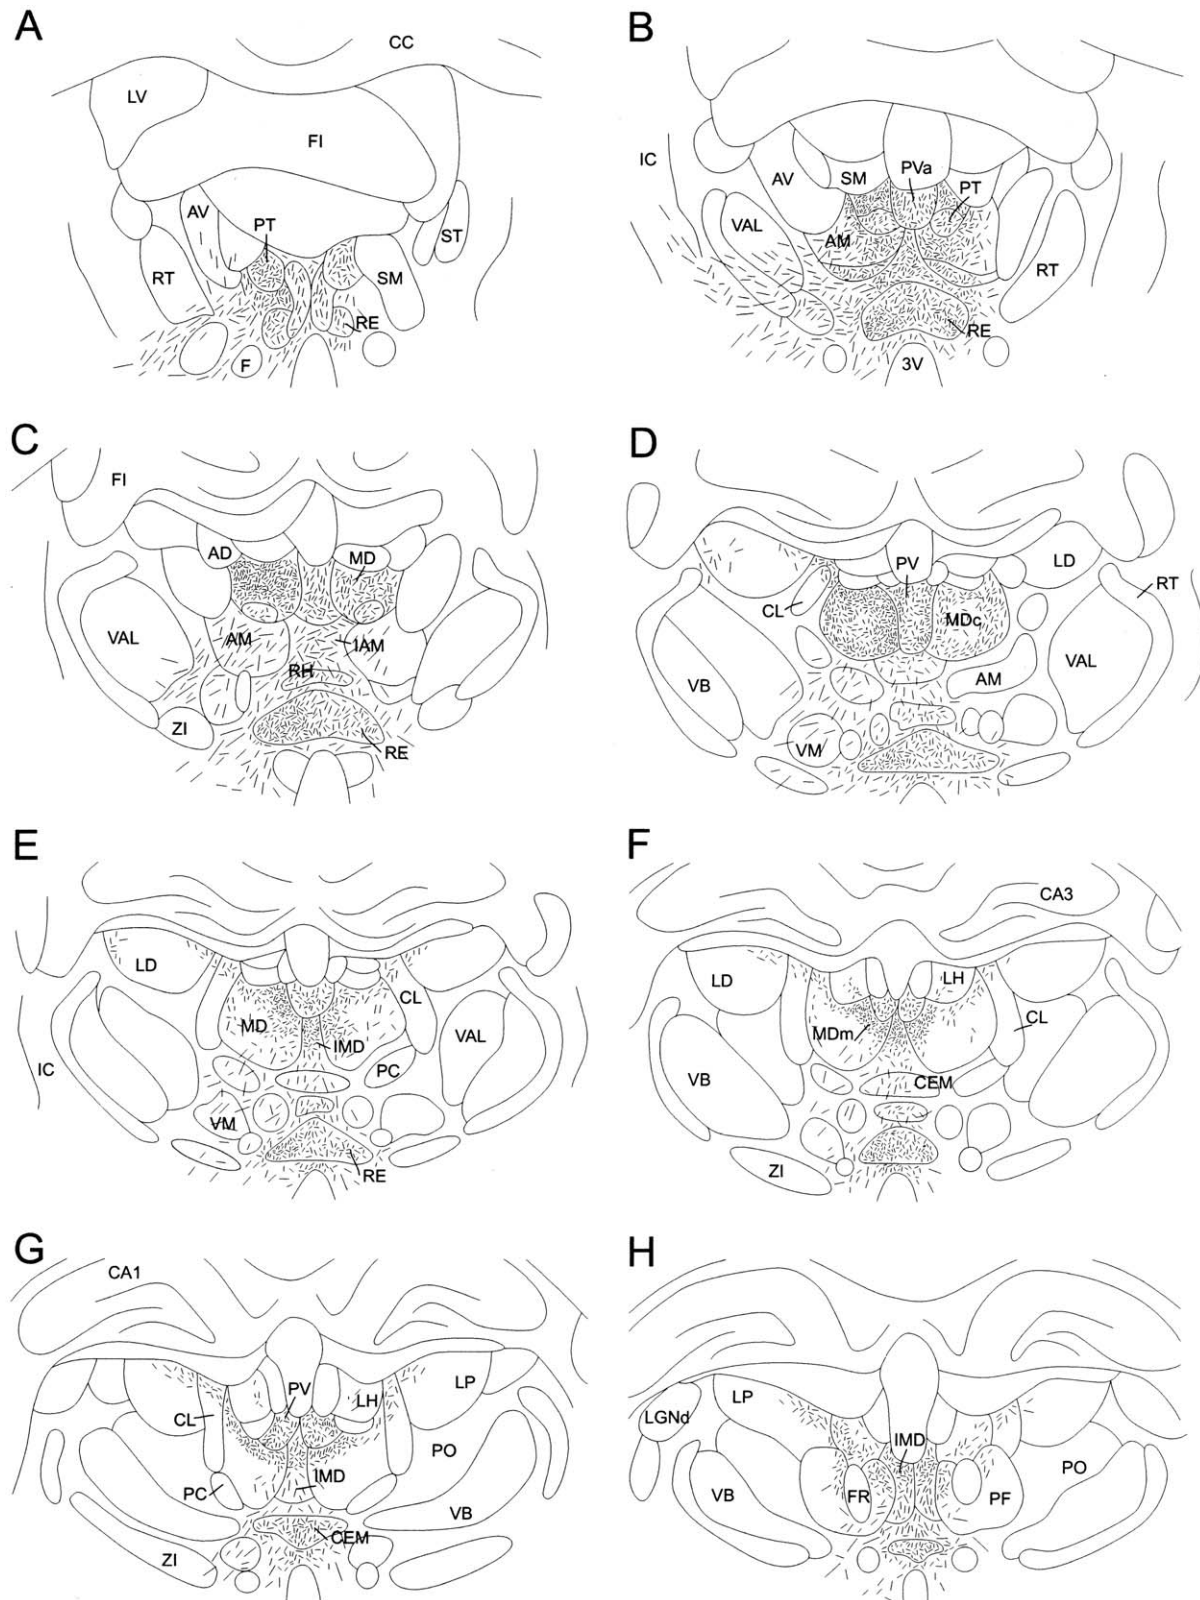 A
CC
LV
FI
AV
PT
ST
RT
SM
RE
F
B
IC
PVa
AV
SM
PT
VAL
AM
RT
RE
3V
C
FI
AD
MD
VAL
AM
IAM
RH
ZI
RE
D
PV
LD
RT
CL
MDc
VB
AM
VAL
VM
E
LD
CL
MD
IMD
VAL
PC
IC
VM
RE
F
CA3
LD
LH
MDm
CL
VB
CEM
ZI
G
CA1
PV
LH
LP
CL
PO
IMD
PC
VB
CEM
ZI
H
LP
LGNd
IMD
PO
VB
FR
PF